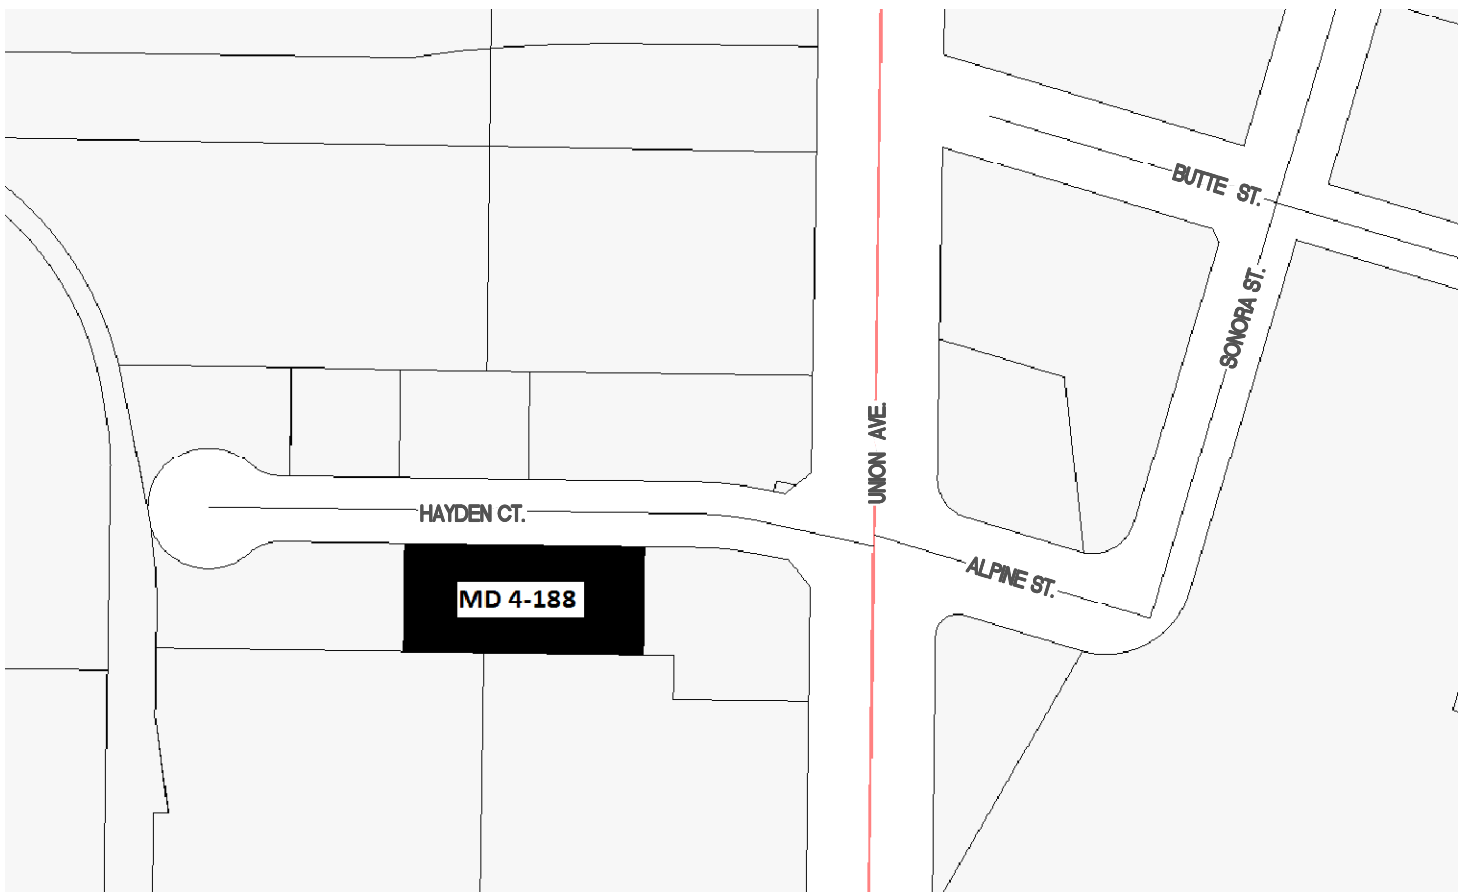 BUTTE ST.
SONORA ST.
UNION AVE.
HAYDEN CT.
ALPINE ST.
MD 4-188